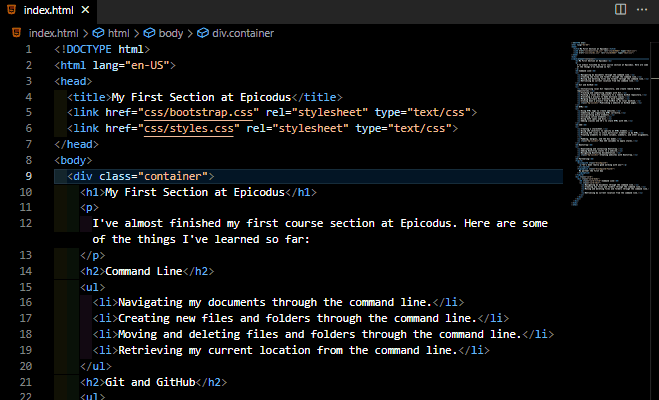 index.html
index.html > html > body > div.container
1 <!DOCTYPE html>
2 <html lang="en-US">
3 <head>
4 <title>My First Section at Epicodus</title>
5 <link href="css/bootstrap.css" rel="stylesheet" type="text/css">
6 <link href="css/styles.css" rel="stylesheet" type="text/css">
7 </head>
8 <body>
9 <div class="container">
10 <h1>My First Section at Epicodus</h1>
11 <p>
12 I've almost finished my first course section at Epicodus. Here are some
of the things I've learned so far:
13 </p>
14 <h2>Command Line</h2>
15 <ul>
16 <li>Navigating my documents through the command line.</li>
17 <li>Creating new files and folders through the command line.</li>
18 <li>Moving and deleting files and folders through the command line.</li>
19 <li>Retrieving my current location from the command line.</li>
20 </ul>
21 <h2>Git and GitHub</h2>
22 <ul>